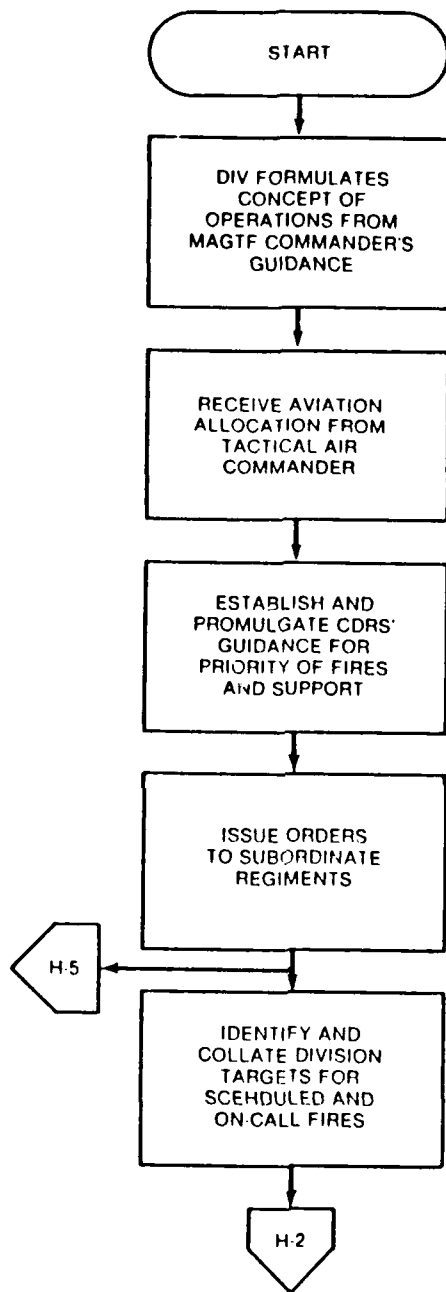 START
DIV FORMULATES
CONCEPT OF
OPERATIONS FROM
MAGTF COMMANDER'S
GUIDANCE
RECEIVE AVIATION
ALLOCATION FROM
TACTICAL AIR
COMMANDER
ESTABLISH AND
PROMULGATE CDRS'
GUIDANCE FOR
PRIORITY OF FIRES
AND SUPPORT
ISSUE ORDERS
TO SUBORDINATE
REGIMENTS
H-5
IDENTIFY AND
COLLATE DIVISION
TARGETS FOR
SCEHDULED AND
ON-CALL FIRES
H-2